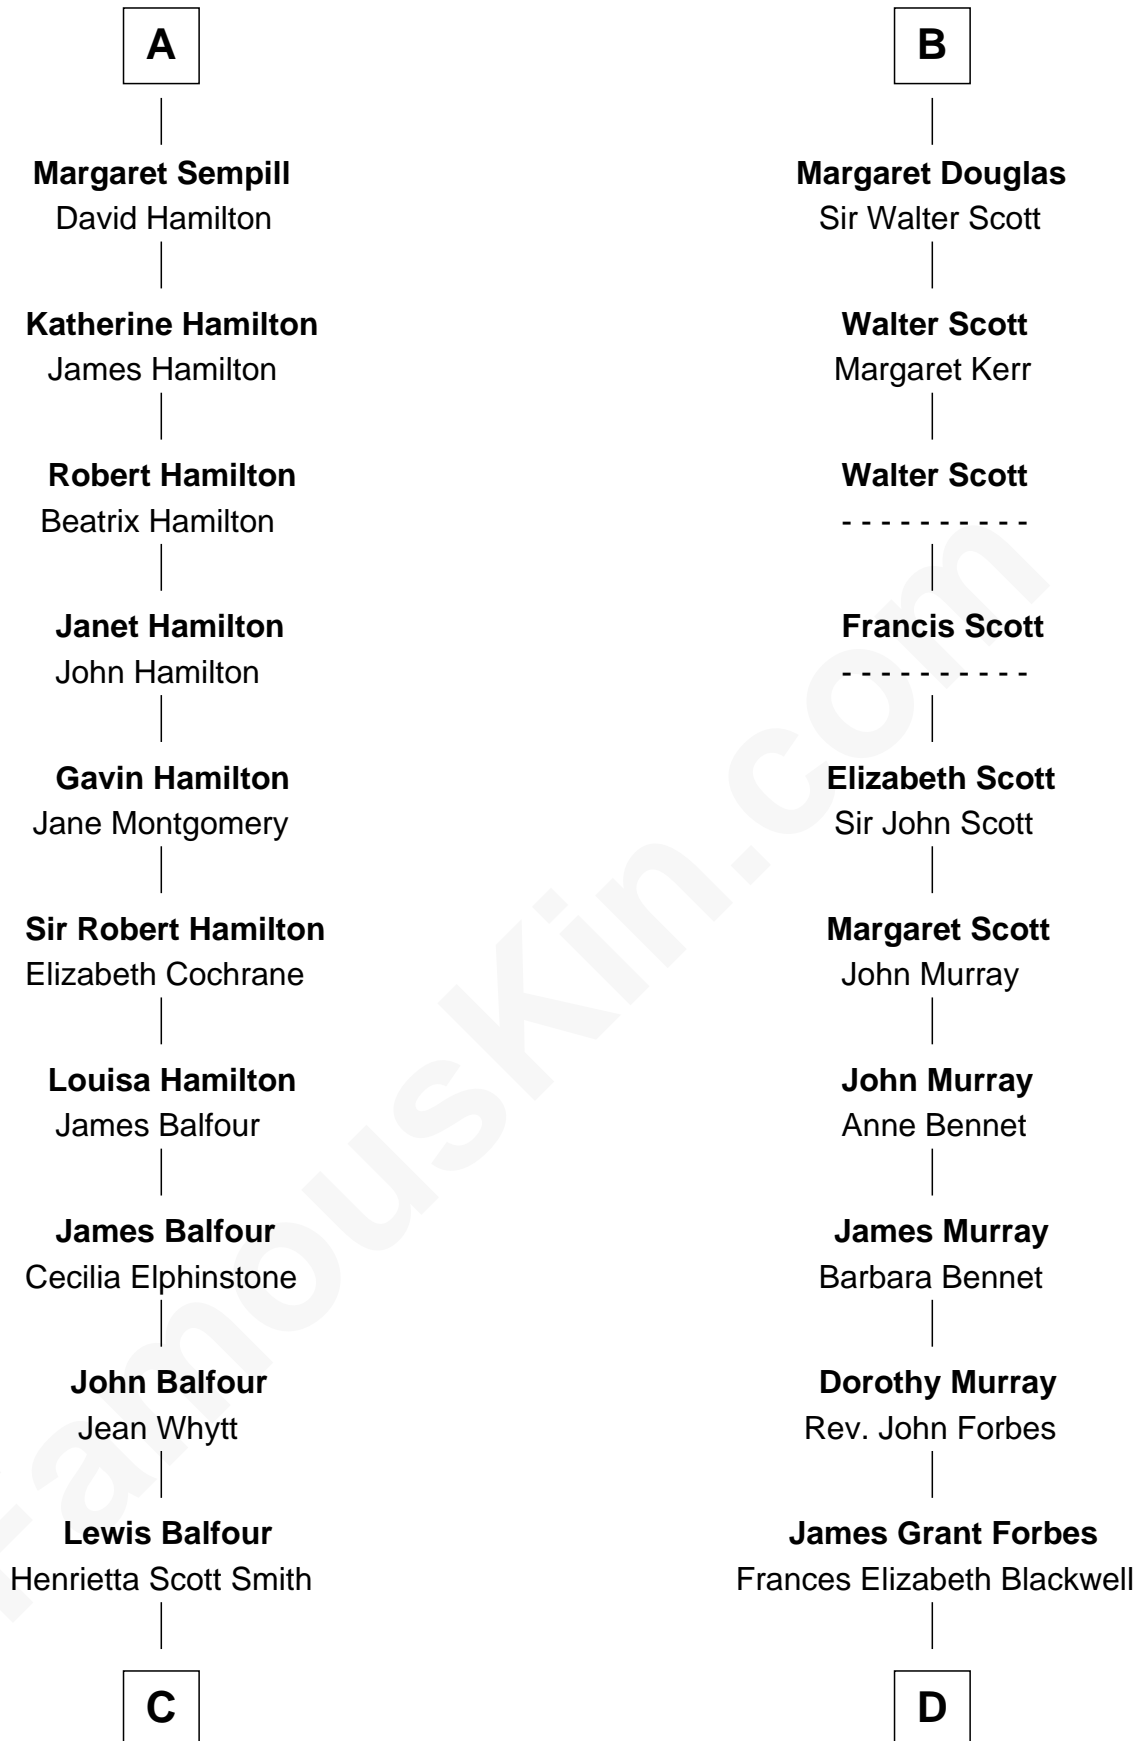 A
Margaret Sempill
David Hamilton
Katherine Hamilton
James Hamilton
Robert Hamilton
Beatrix Hamilton
Janet Hamilton
John Hamilton
Gavin Hamilton
Jane Montgomery
Sir Robert Hamilton
Elizabeth Cochrane
Louisa Hamilton
James Balfour
James Balfour
Cecilia Elphinstone
John Balfour
Jean Whytt
Lewis Balfour
Henrietta Scott Smith
C
B
Margaret Douglas
Sir Walter Scott
Walter Scott
Margaret Kerr
Walter Scott
- - - - - - - - - -
Francis Scott
- - - - - - - - - -
Elizabeth Scott
Sir John Scott
Margaret Scott
John Murray
John Murray
Anne Bennet
James Murray
Barbara Bennet
Dorothy Murray
Rev. John Forbes
James Grant Forbes
Frances Elizabeth Blackwell
D
FamousKin.com